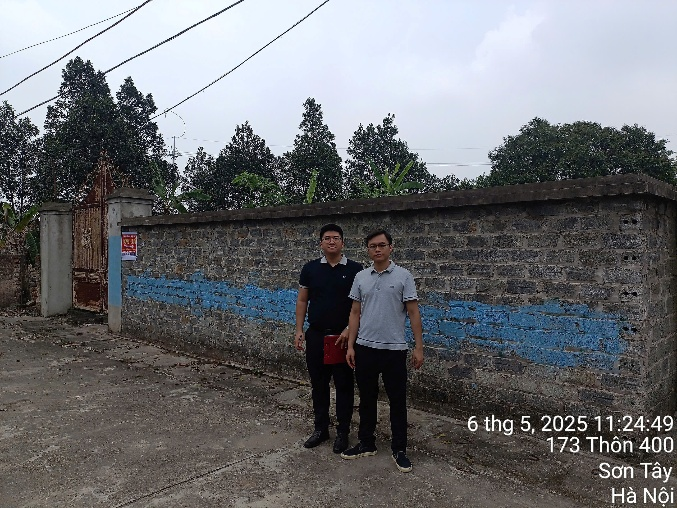 6 thg 5, 2025 11:24:49
173 Thôn 400
Sơn Tây
Hà Nội